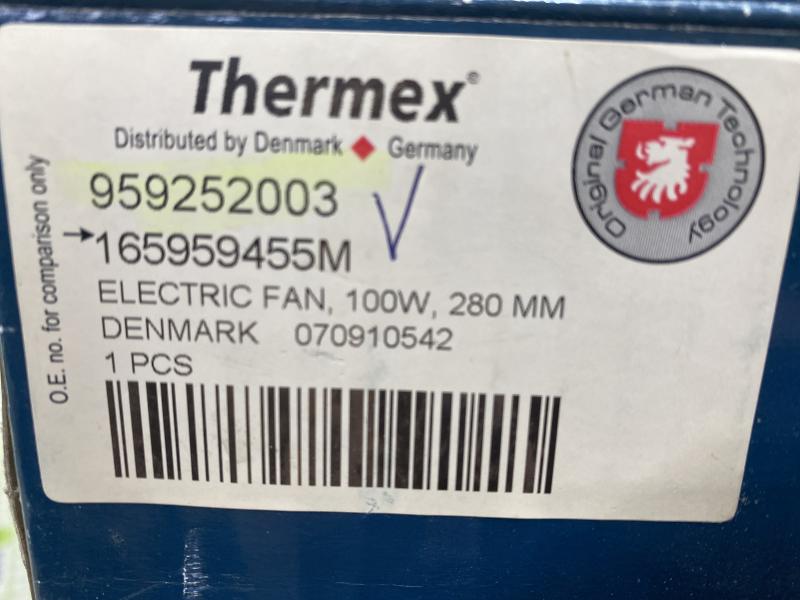 Thermex®
Distributed by Denmark Germany
959252003
165959455M
ELECTRIC FAN, 100W, 280 MM
DENMARK 070910542
1 PCS
O.E. no. for comparison only
Original German Technology